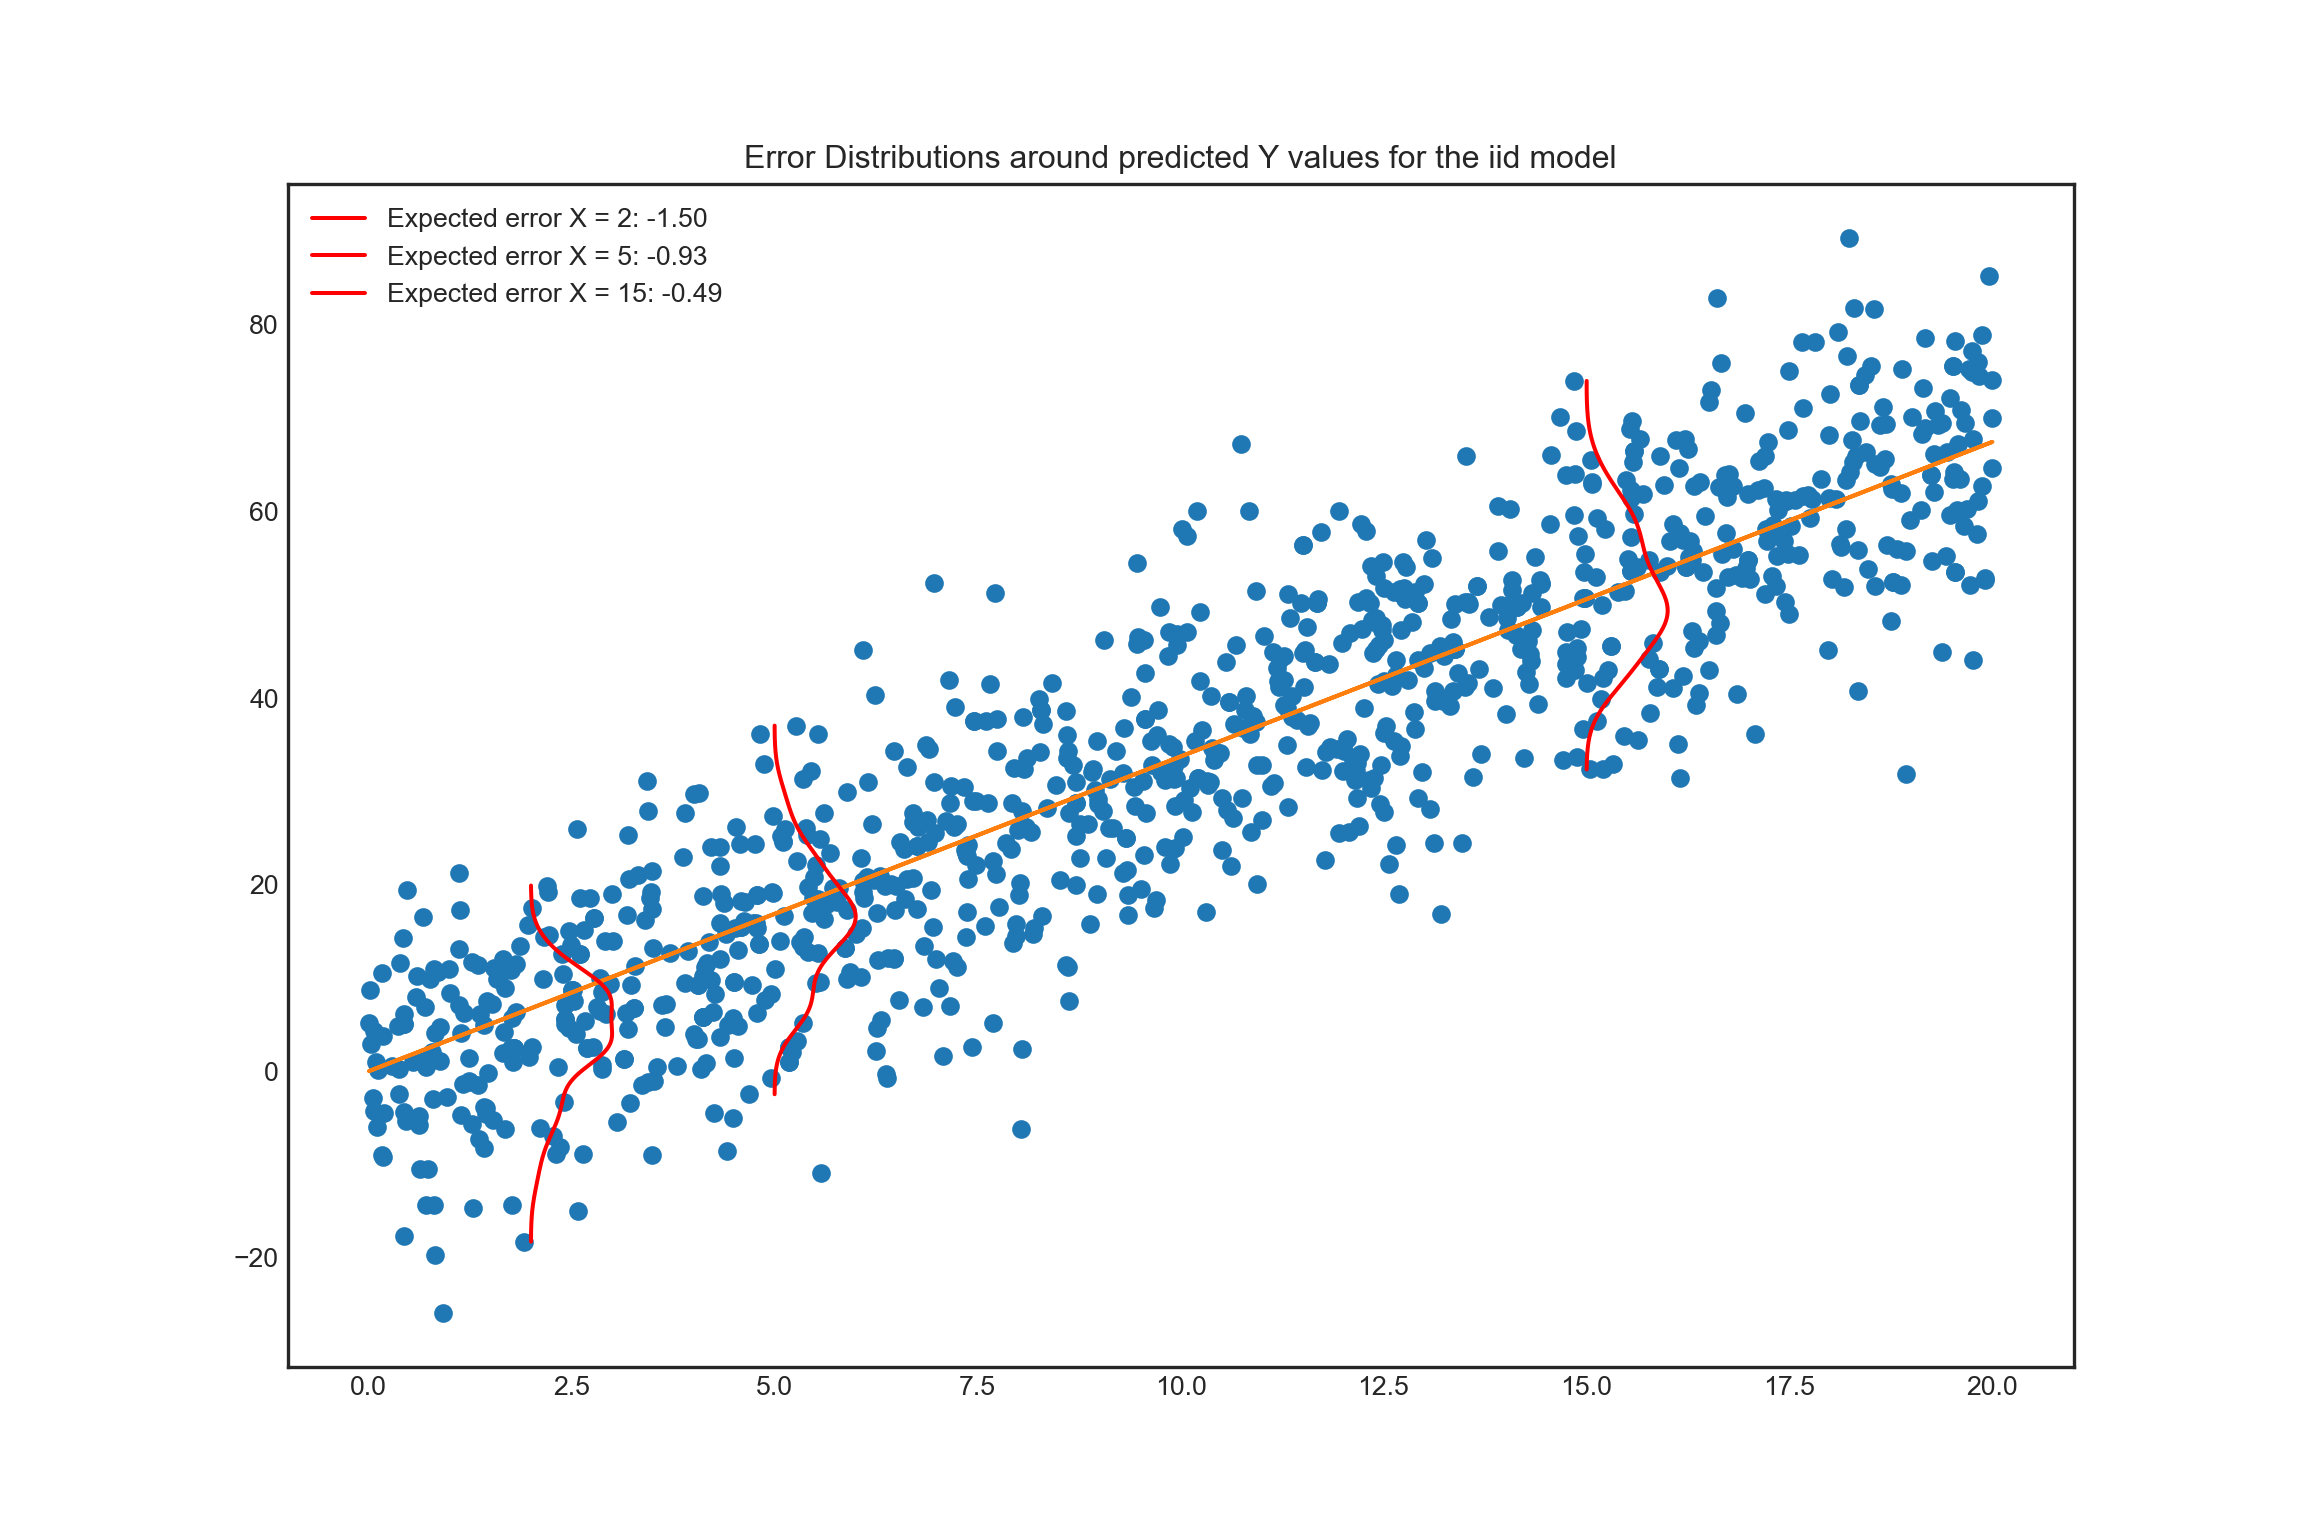 Error Distributions around predicted Y values for the iid model
Expected error X = 2: -1.50
Expected error X = 5: -0.93
Expected error X = 15: -0.49
80
60
40
20
0
−20
0.0 2.5 5.0 7.5 10.0 12.5 15.0 17.5 20.0